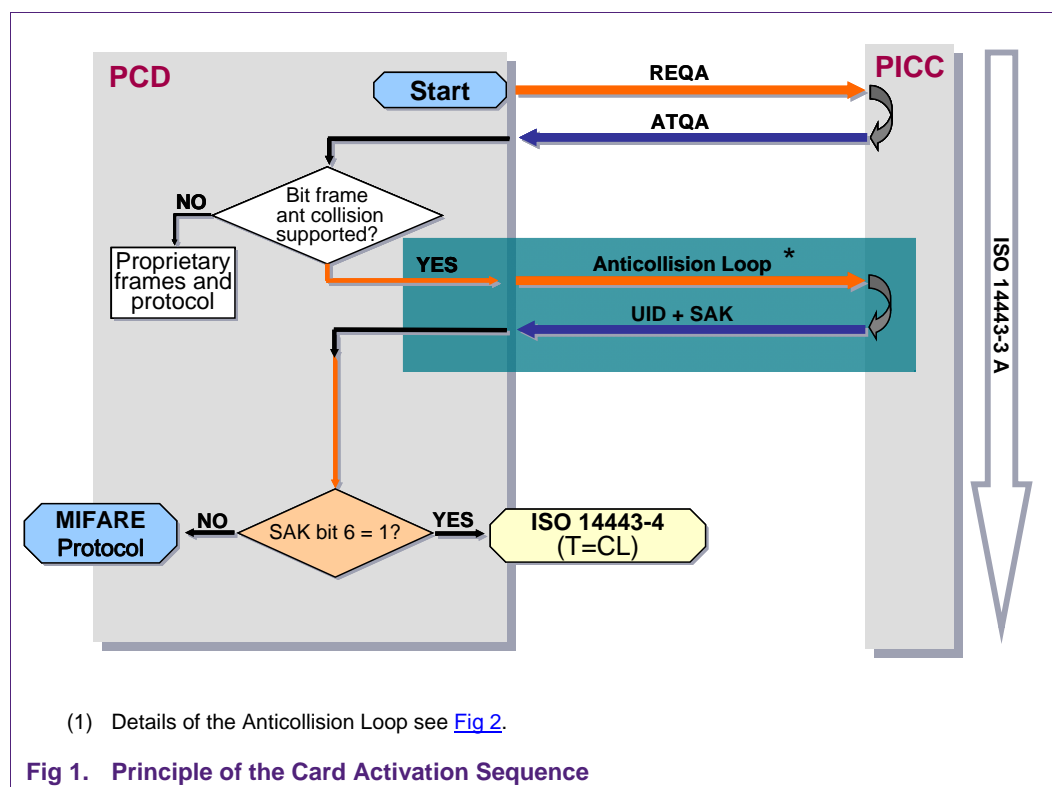 PCD
PICC
Start
REQA
ATQA
Bit frame
ant collision
supported?
NO
Proprietary
frames and
protocol
YES
Anticollision Loop *
UID + SAK
ISO 14443-3 A
MIFARE
Protocol
NO
SAK bit 6 = 1?
YES
ISO 14443-4
(T=CL)
(1) Details of the Anticollision Loop see Fig 2.
Fig 1. Principle of the Card Activation Sequence